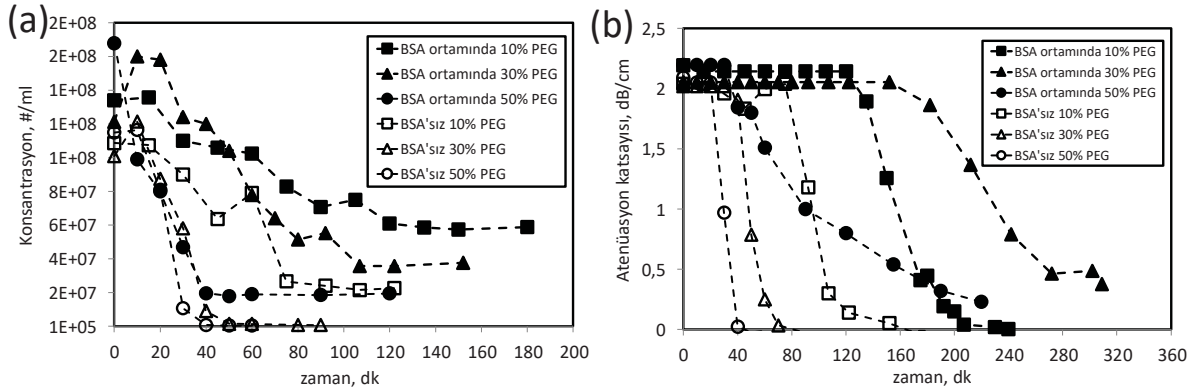 (a)
Konsantrasyon, #/ml
2E+08
2E+08
1E+08
1E+08
1E+08
8E+07
6E+07
4E+07
2E+07
1E+05
0 20 40 60 80 100 120 140 160 180 200
zaman, dk
BSA ortamında 10% PEG
BSA ortamında 30% PEG
BSA ortamında 50% PEG
BSA'sız 10% PEG
BSA'sız 30% PEG
BSA'sız 50% PEG
(b)
Atenüasyon katsayısı, dB/cm
2,5
2
1,5
1
0,5
0
0 40 80 120 160 200 240 280 320 360
zaman, dk
BSA ortamında 10% PEG
BSA ortamında 30% PEG
BSA ortamında 50% PEG
BSA'sız 10% PEG
BSA'sız 30% PEG
BSA'sız 50% PEG